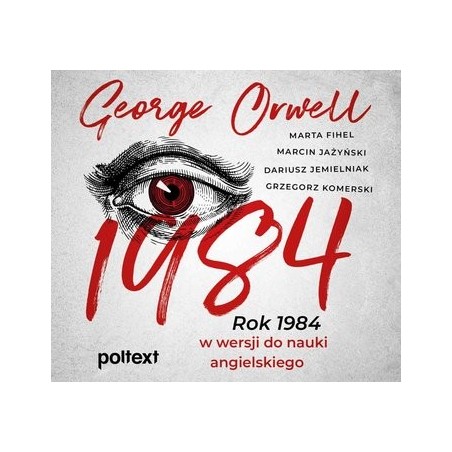 George Orwell
MARTA FIHEL
MARCIN JAŻYŃSKI
DARIUSZ JEMIELNIAK
GRZEGORZ KOMERSKI
1984
Rok 1984
w wersji do nauki
angielskiego
poltext